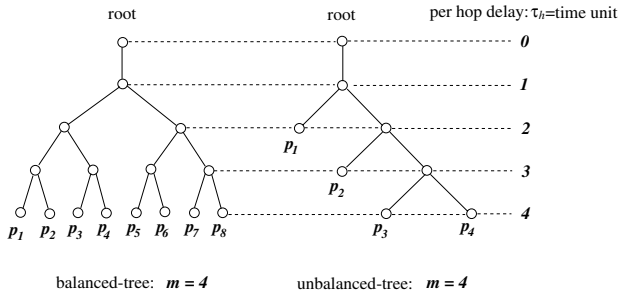 root root per hop delay: τh=time unit
0
1
2
p1
3
p2
4
p1 p2 p3 p4 p5 p6 p7 p8 p3 p4
balanced-tree: m = 4 unbalanced-tree: m = 4